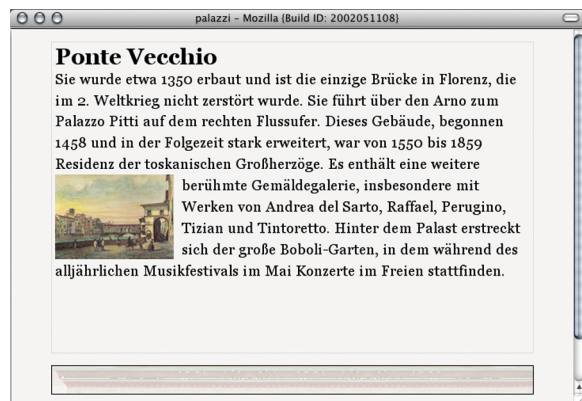 palazzi – Mozilla {Build ID: 2002051108}
Ponte Vecchio
Sie wurde etwa 1350 erbaut und ist die einzige Brücke in Florenz, die
im 2. Weltkrieg nicht zerstört wurde. Sie führt über den Arno zum
Palazzo Pitti auf dem rechten Flussufer. Dieses Gebäude, begonnen
1458 und in der Folgezeit stark erweitert, war von 1550 bis 1859
Residenz der toskanischen Großherzöge. Es enthält eine weitere
berühmte Gemäldegalerie, insbesondere mit
Werken von Andrea del Sarto, Raffael, Perugino,
Tizian und Tintoretto. Hinter dem Palast erstreckt
sich der große Boboli-Garten, in dem während des
alljährlichen Musikfestivals im Mai Konzerte im Freien stattfinden.